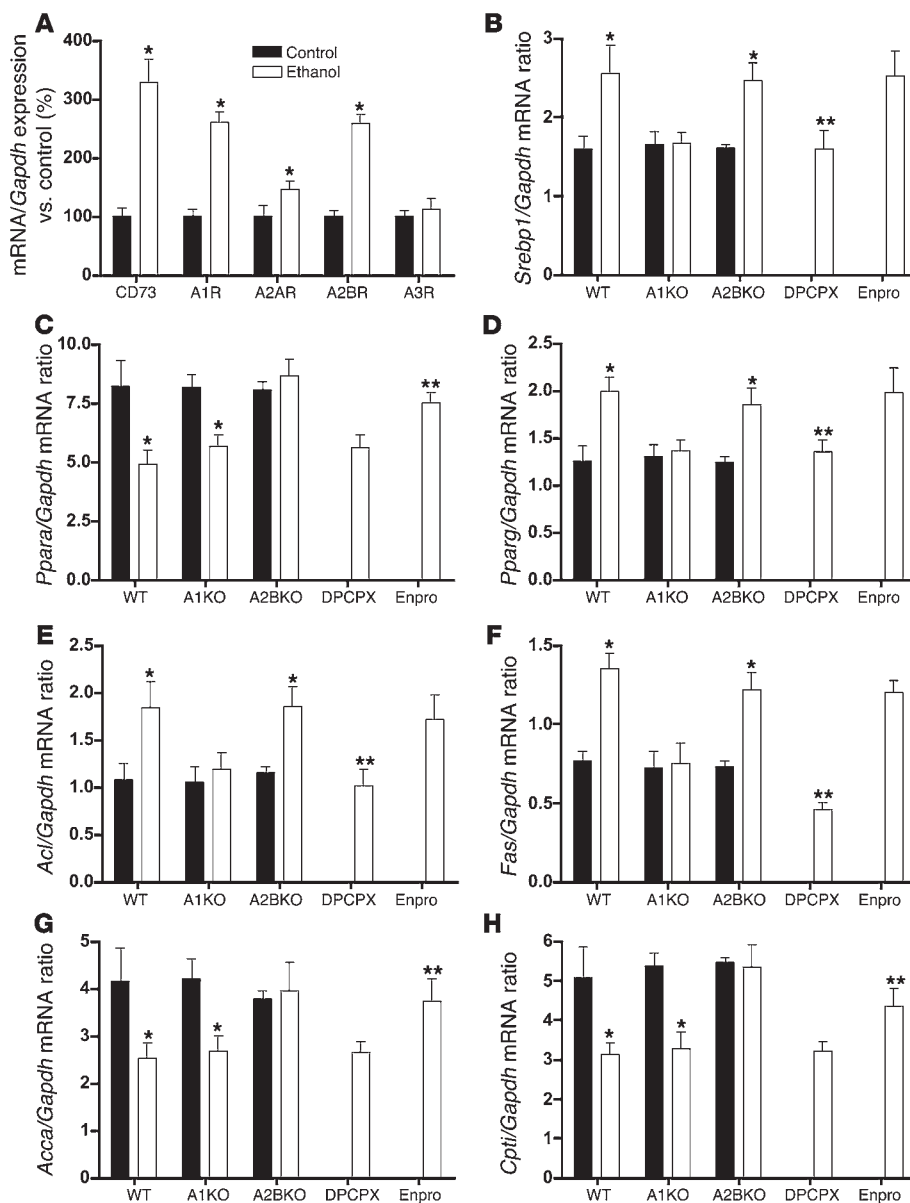 A
mRNA/Gapdh expression
vs. control (%)
400
300
200
100
0
Control
Ethanol
*
*
*
*
CD73 A1R A2AR A2BR A3R
B
Srebp1/Gapdh mRNA ratio
3
2
1
0
*
*
**
WT A1KO A2BKO DPCPX Enpro
C
Ppara/Gapdh mRNA ratio
10.0
7.5
5.0
2.5
0.0
*
*
**
WT A1KO A2BKO DPCPX Enpro
D
Pparg/Gapdh mRNA ratio
2.5
2.0
1.5
1.0
0.5
0.0
*
*
**
WT A1KO A2BKO DPCPX Enpro
E
Acl/Gapdh mRNA ratio
2.5
2.0
1.5
1.0
0.5
0.0
*
*
**
WT A1KO A2BKO DPCPX Enpro
F
Fas/Gapdh mRNA ratio
1.5
1.0
0.5
0.0
*
*
**
WT A1KO A2BKO DPCPX Enpro
G
Acca/Gapdh mRNA ratio
5
4
3
2
1
0
*
*
**
WT A1KO A2BKO DPCPX Enpro
H
Cpti/Gapdh mRNA ratio
6
5
4
3
2
1
0
*
*
**
WT A1KO A2BKO DPCPX Enpro